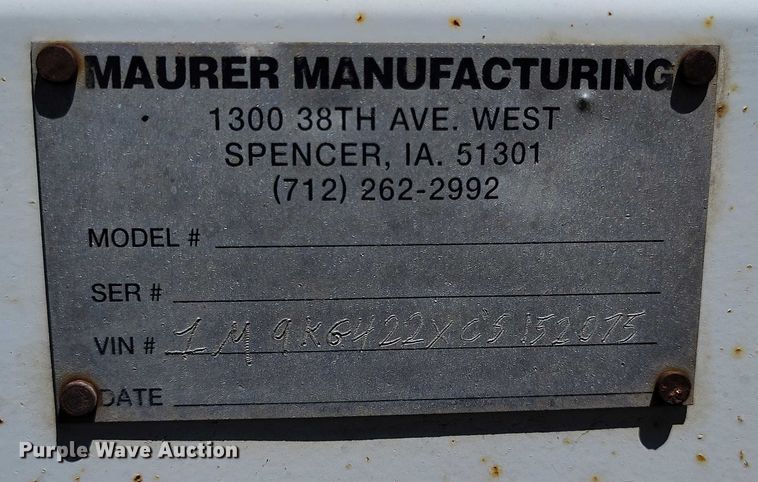 MAURER MANUFACTURING
1300 38TH AVE. WEST
SPENCER, IA. 51301
(712) 262-2992
MODEL #
SER #
VIN # 1M9KG422XCS152075
DATE
Purple Wave Auction